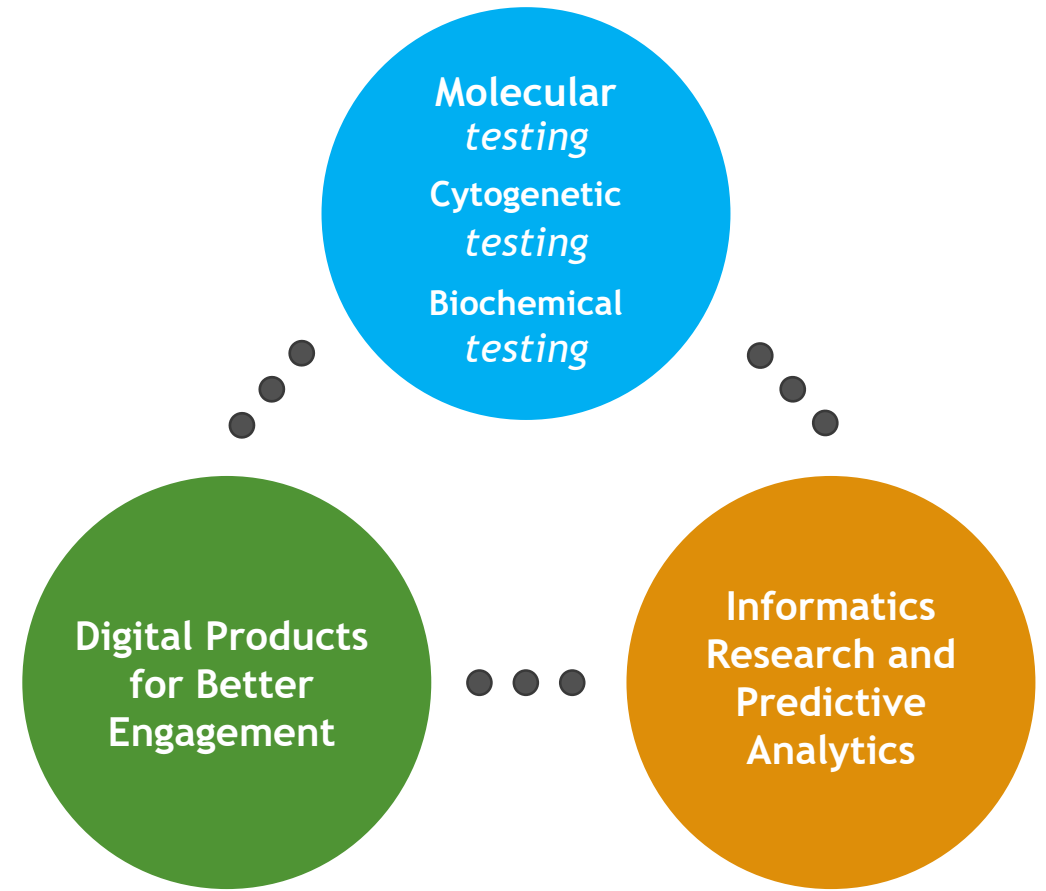 Molecular
testing
Cytogenetic
testing
Biochemical
testing
Digital Products
for Better
Engagement
Informatics
Research and
Predictive
Analytics